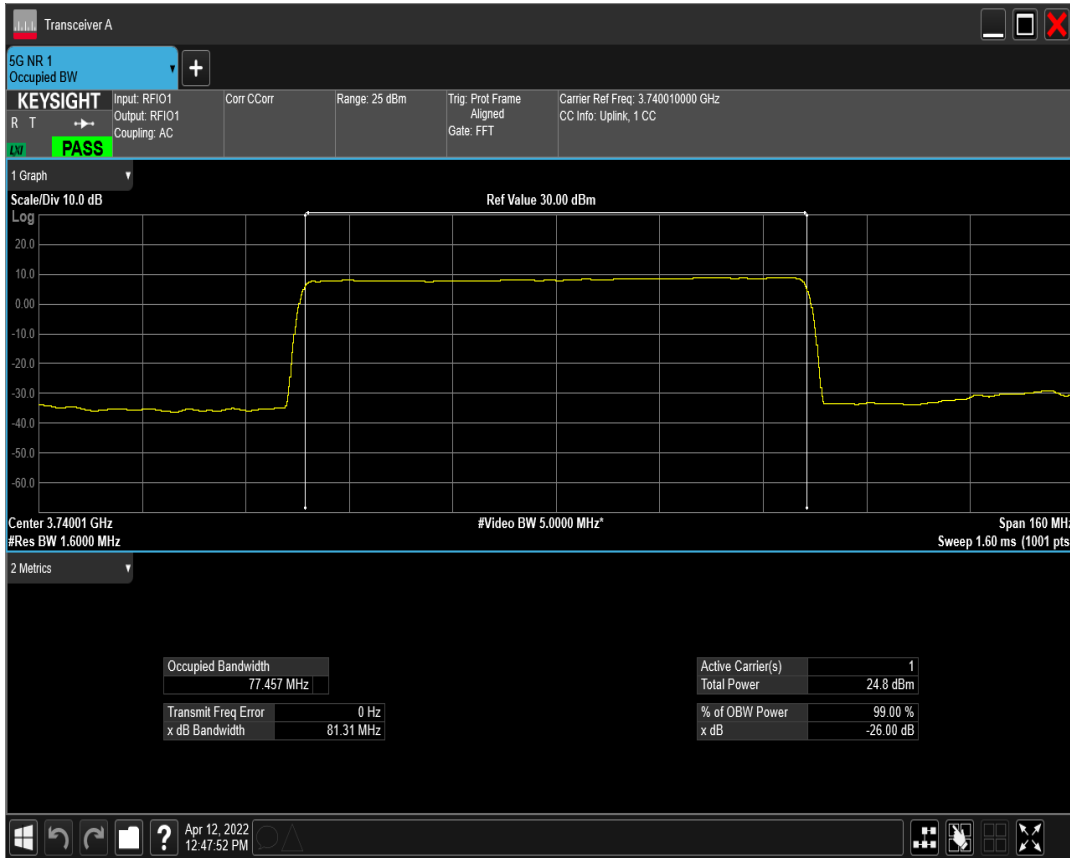 Transceiver A
5G NR 1
Occupied BW
+
KEYSIGHT
R T
LXI
PASS
Input: RFIO1
Output: RFIO1
Coupling: AC
Corr CCorr
Range: 25 dBm
Trig: Prot Frame
Aligned
Gate: FFT
Carrier Ref Freq: 3.740010000 GHz
CC Info: Uplink, 1 CC
1 Graph
Scale/Div 10.0 dB
Ref Value 30.00 dBm
Log
20.0
10.0
0.00
-10.0
-20.0
-30.0
-40.0
-50.0
-60.0
Center 3.74001 GHz
#Video BW 5.0000 MHz*
Span 160 MHz
#Res BW 1.6000 MHz
Sweep 1.60 ms (1001 pts
2 Metrics
Occupied Bandwidth
77.457 MHz
Transmit Freq Error 0 Hz
x dB Bandwidth 81.31 MHz
Active Carrier(s) 1
Total Power 24.8 dBm
% of OBW Power 99.00 %
x dB -26.00 dB
?
Apr 12, 2022
12:47:52 PM